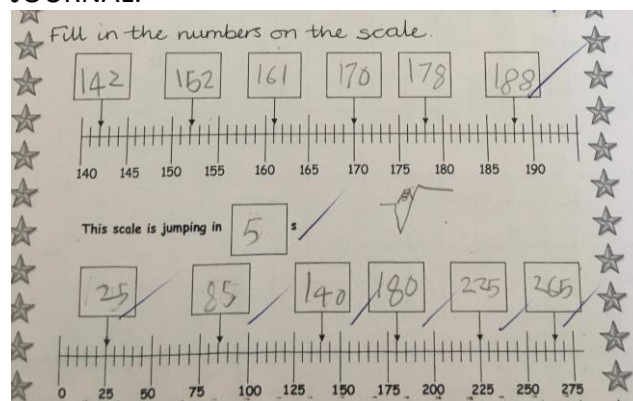 JOURNAL.
Fill in the numbers on the scale.
142 152 161 170 178 188
140 145 150 155 160 165 170 175 180 185 190
This scale is jumping in 5 s
25 85 140 180 225 265
0 25 50 75 100 125 150 175 200 225 250 275